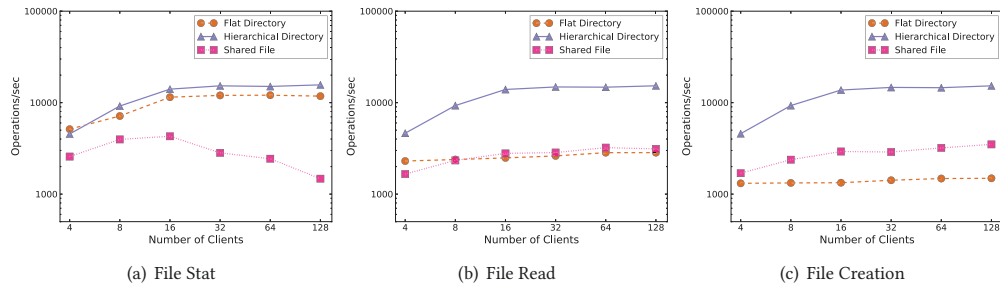 100000
10000
1000
Operations/sec
Flat Directory
Hierarchical Directory
Shared File
4 8 16 32 64 128
Number of Clients
(a) File Stat
100000
10000
1000
Operations/sec
Flat Directory
Hierarchical Directory
Shared File
4 8 16 32 64 128
Number of Clients
(b) File Read
100000
10000
1000
Operations/sec
Flat Directory
Hierarchical Directory
Shared File
4 8 16 32 64 128
Number of Clients
(c) File Creation